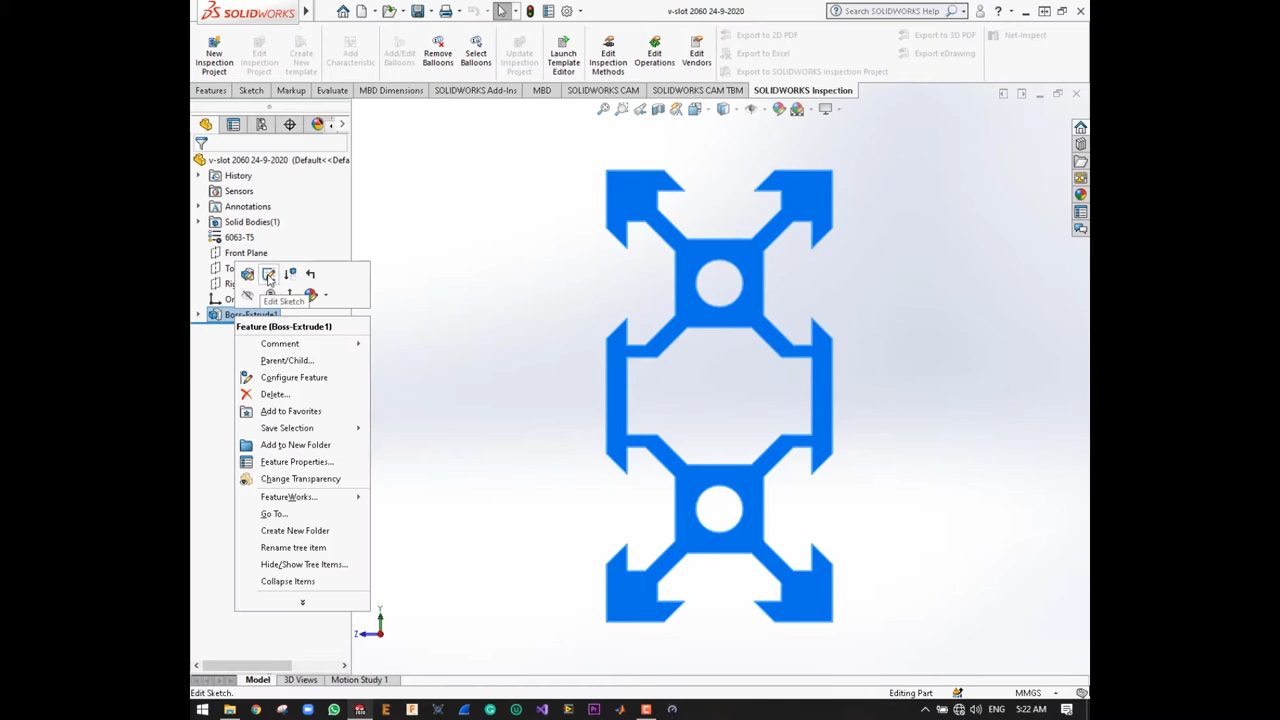 SOLIDWORKS
v-slot 2060 24-9-2020
Search SOLIDWORKS Help
New Inspection Project
Edit Inspection Project
Create New template
Add Characteristic
Add/Edit Balloons
Remove Balloons
Select Balloons
Update Inspection Project
Launch Template Editor
Edit Inspection Methods
Edit Operations
Edit Vendors
Export to 2D PDF
Export to Excel
Export to SOLIDWORKS Inspection Project
Export to 3D PDF
Export eDrawing
Net-Inspect
Features
Sketch
Markup
Evaluate
MBD Dimensions
SOLIDWORKS Add-Ins
MBD
SOLIDWORKS CAM
SOLIDWORKS CAM TBM
SOLIDWORKS Inspection
v-slot 2060 24-9-2020 (Default<<Defa
History
Sensors
Annotations
Solid Bodies(1)
6063-T5
Front Plane
To
Rig
Or
Edit Sketch
Boss-Extrude1
Feature (Boss-Extrude1)
Comment
Parent/Child...
Configure Feature
Delete...
Add to Favorites
Save Selection
Add to New Folder
Feature Properties...
Change Transparency
FeatureWorks...
Go To...
Create New Folder
Rename tree item
Hide/Show Tree Items...
Collapse Items
Y
Z
Model
3D Views
Motion Study 1
Edit Sketch.
Editing Part
MMGS
ENG
5:22 AM